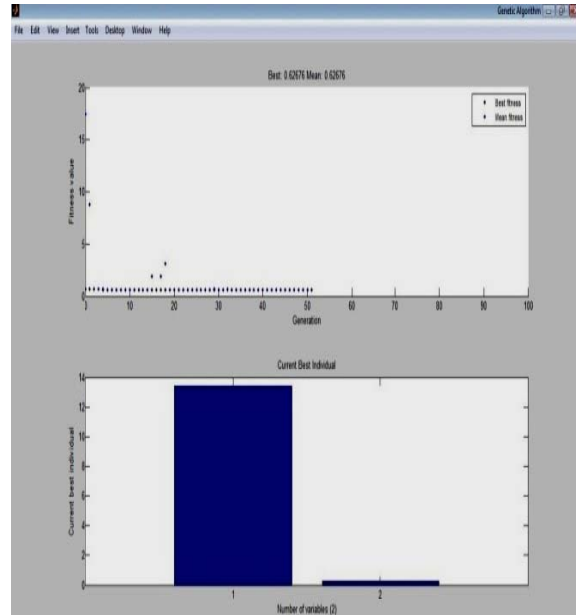 Genetic Algorithm
File Edit View Insert Tools Desktop Window Help
Best: 0.62676 Mean: 0.62676
Best fitness
Mean fitness
Fitness value
20
15
10
5
0
0 10 20 30 40 50 60 70 80 90 100
Generation
Current Best Individual
Current best individual
14
12
10
8
6
4
2
0
1 2
Number of variables (2)